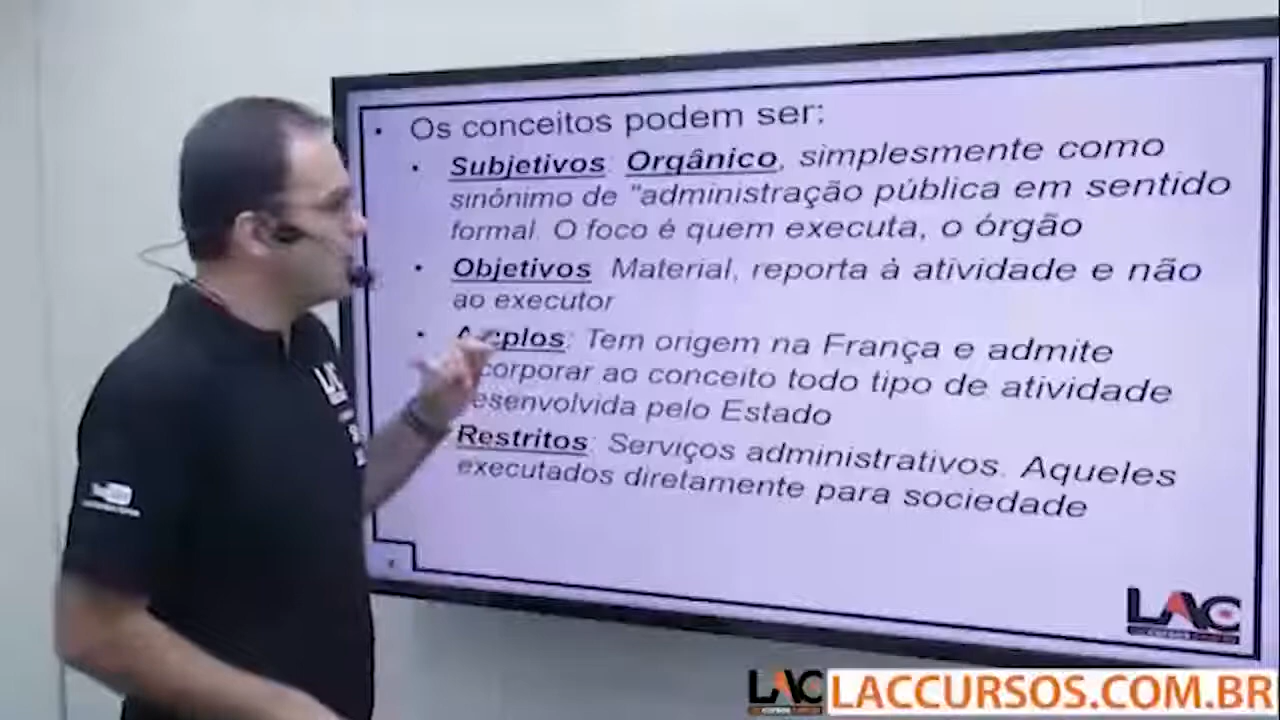 Os conceitos podem ser:
Subjetivos: Orgânico, simplesmente como
sinônimo de "administração pública em sentido
formal. O foco é quem executa, o órgão
Objetivos: Material, reporta à atividade e não
ao executor
Tem origem na França e admite
ao conceito todo tipo de atividade
pelo Estado
Restritos: Serviços administrativos. Aqueles
executados diretamente para sociedade
LAC
LAC
CURSOS
LACCURSOS.COM.BR